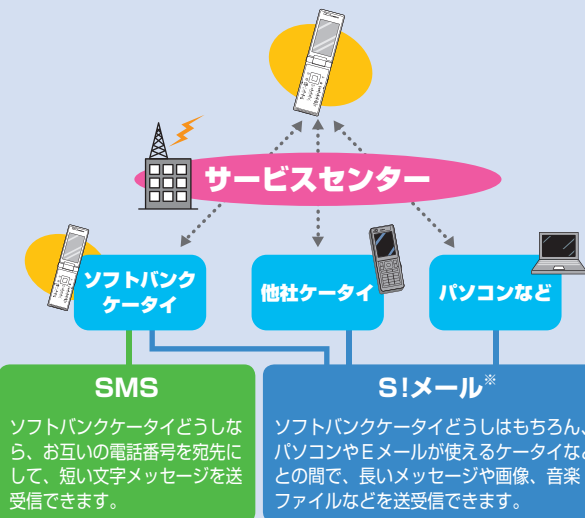 サービスセンター
ソフトバンク
ケータイ
他社ケータイ
パソコンなど
SMS
ソフトバンクケータイどうしな
ら、お互いの電話番号を宛先に
して、短い文字メッセージを送
受信できます。
S!メール※
ソフトバンクケータイどうしはもちろん、
パソコンやEメールが使えるケータイなど
との間で、長いメッセージや画像、音楽
ファイルなどを送受信できます。